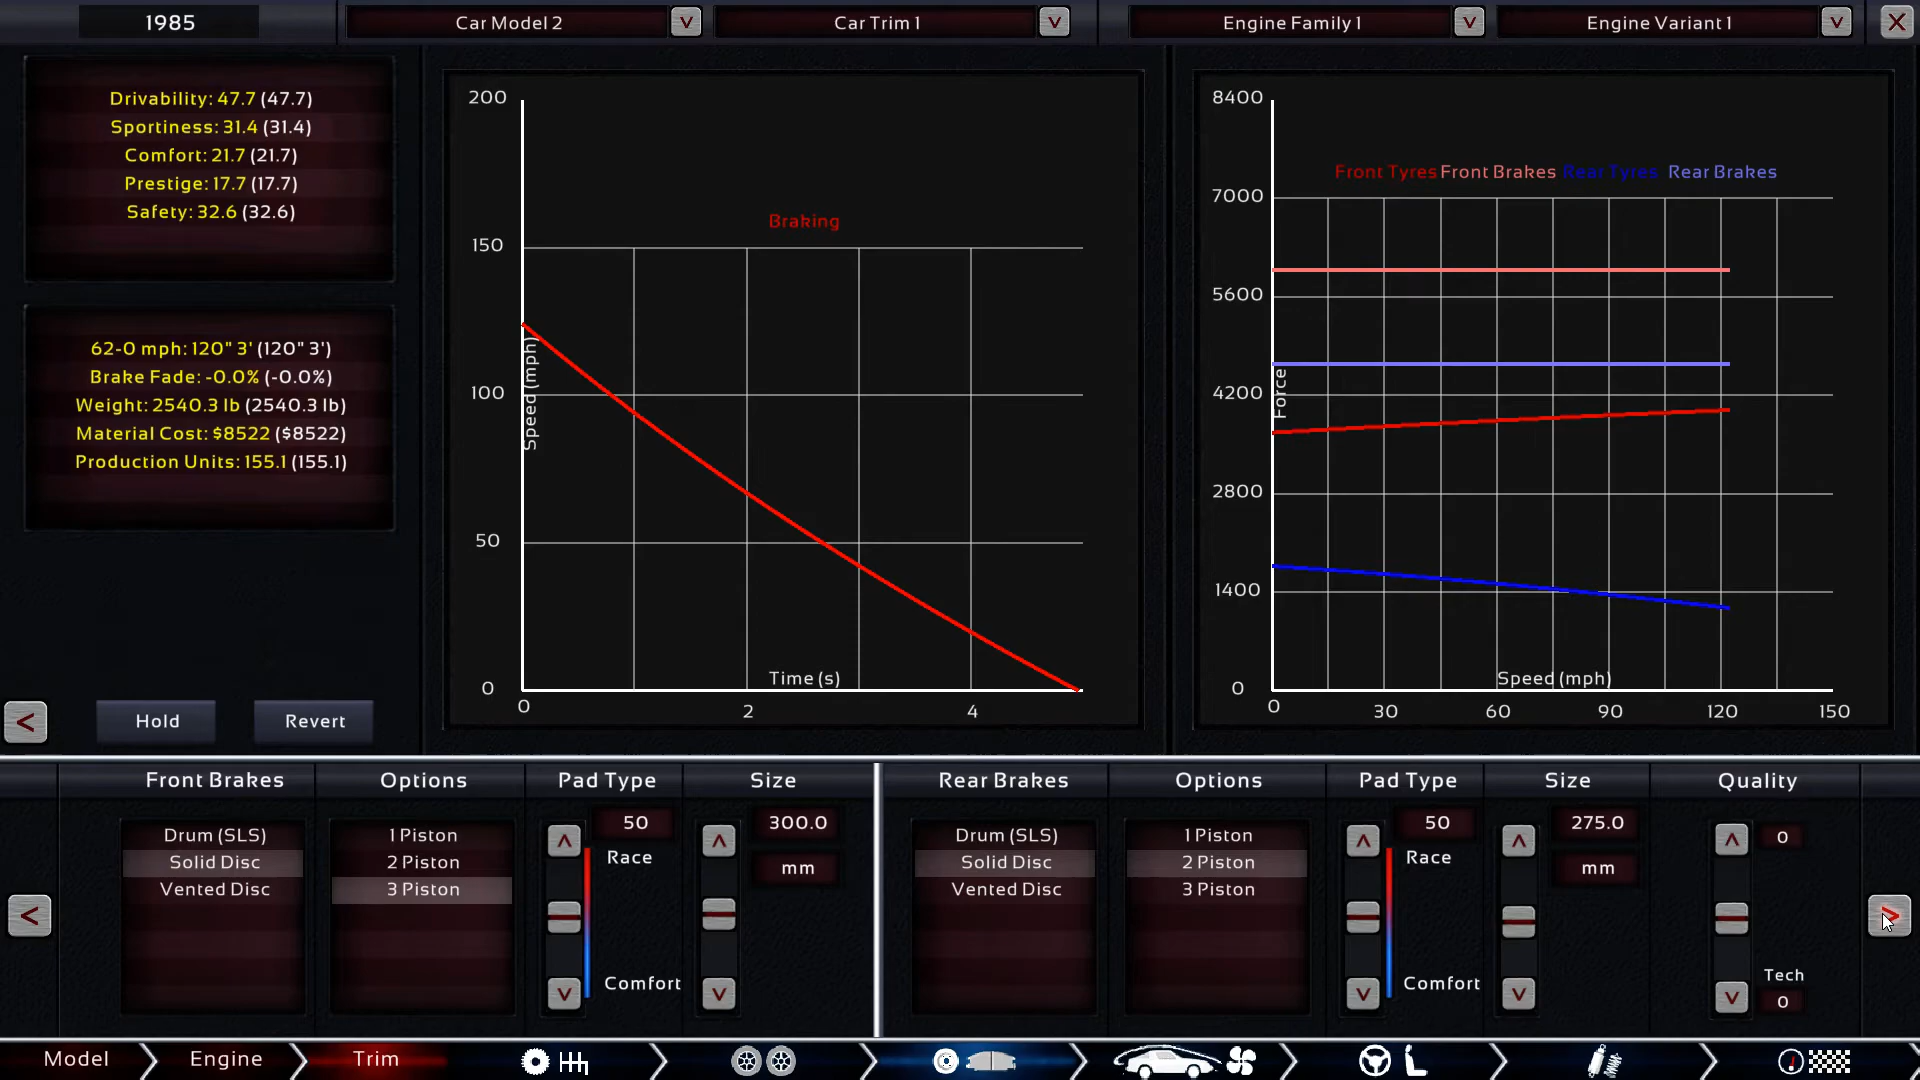 1985
Car Model 2
V
Car Trim 1
V
Engine Family 1
V
Engine Variant 1
V
X
Drivability: 47.7 (47.7)
Sportiness: 31.4 (31.4)
Comfort: 21.7 (21.7)
Prestige: 17.7 (17.7)
Safety: 32.6 (32.6)
62-0 mph: 120" 3' (120" 3')
Brake Fade: -0.0% (-0.0%)
Weight: 2540.3 lb (2540.3 lb)
Material Cost: $8522 ($8522)
Production Units: 155.1 (155.1)
<
Hold
Revert
200
150
100
50
0
Braking
Speed (mph)
Time (s)
0
2
4
8400
7000
5600
4200
2800
1400
0
Front Tyres Front Brakes Rear Tyres Rear Brakes
Force
Speed (mph)
0
30
60
90
120
150
Front Brakes
Options
Pad Type
Size
Rear Brakes
Options
Pad Type
Size
Quality
Drum (SLS)
Solid Disc
Vented Disc
1 Piston
2 Piston
3 Piston
50
Race
Comfort
300.0
mm
Drum (SLS)
Solid Disc
Vented Disc
1 Piston
2 Piston
3 Piston
50
Race
Comfort
275.0
mm
0
Tech
0
<
>
Model
Engine
Trim